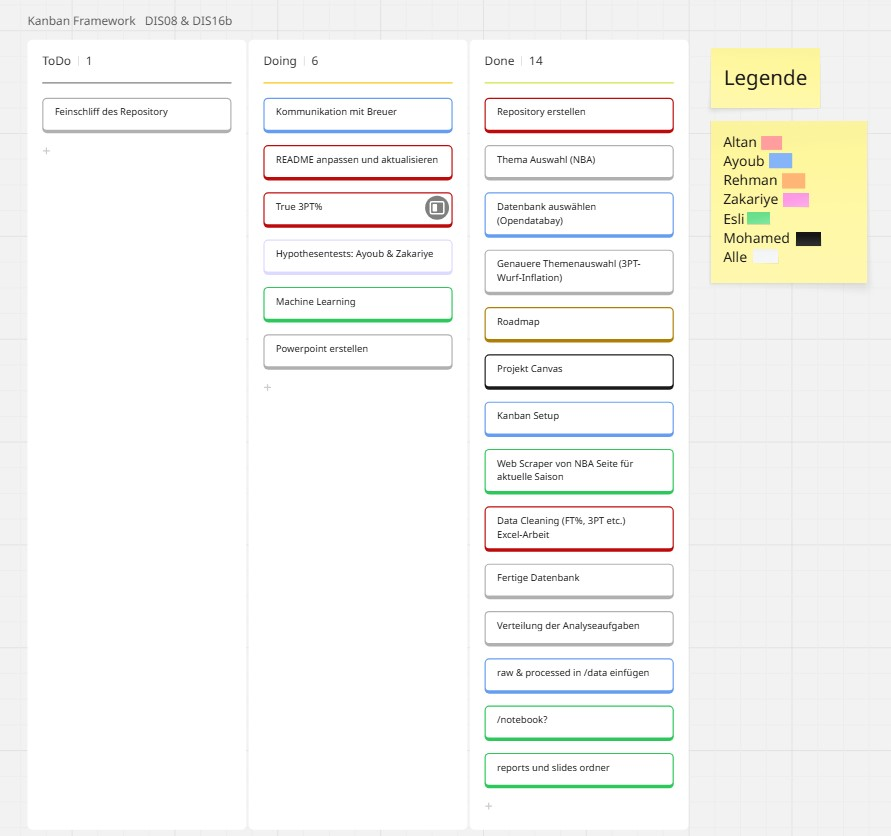 Kanban Framework DIS08 & DIS16b
ToDo 1
Feinschliff des Repository
+
Doing 6
Kommunikation mit Breuer
README anpassen und aktualisieren
True 3PT%
Hypothesentests: Ayoub & Zakariye
Machine Learning
Powerpoint erstellen
+
Done 14
Repository erstellen
Thema Auswahl (NBA)
Datenbank auswählen
(Opendatabay)
Genauere Themenauswahl (3PT-
Wurf-Inflation)
Roadmap
Projekt Canvas
Kanban Setup
Web Scraper von NBA Seite für
aktuelle Saison
Data Cleaning (FT%, 3PT etc.)
Excel-Arbeit
Fertige Datenbank
Verteilung der Analyseaufgaben
raw & processed in /data einfügen
/notebook?
reports und slides ordner
+
Legende
Altan
Ayoub
Rehman
Zakariye
Esli
Mohamed
Alle